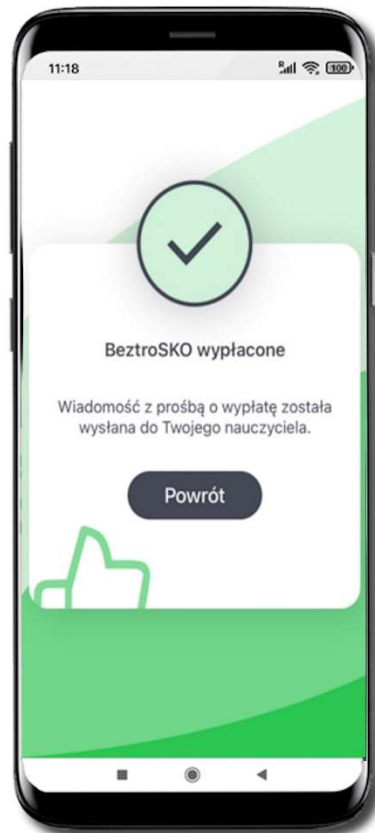 11:18
R
100
BeztroSKO wypłacone
Wiadomość z prośbą o wypłatę została
wysłana do Twojego nauczyciela.
Powrót